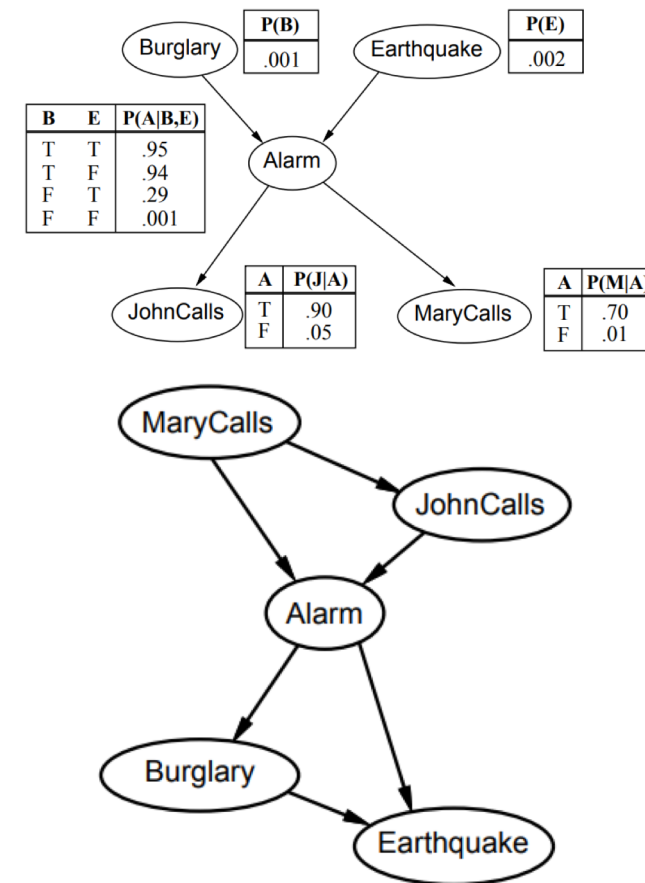 Burglary
P(B)
.001
Earthquake
P(E)
.002
B E P(A|B,E)
T T .95
T F .94
F T .29
F F .001
Alarm
JohnCalls
A P(J|A)
T .90
F .05
MaryCalls
A P(M|A)
T .70
F .01
MaryCalls
JohnCalls
Alarm
Burglary
Earthquake